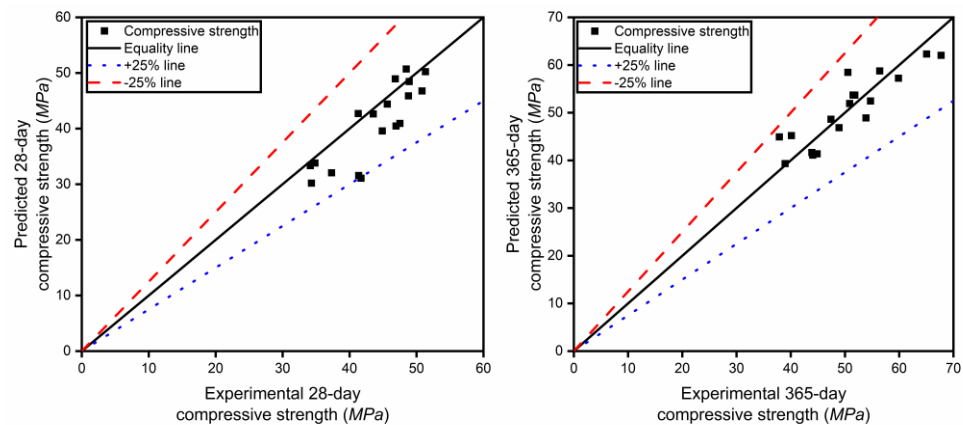 Compressive strength
Equality line
+25% line
-25% line
60
50
40
30
20
10
0
0 10 20 30 40 50 60
Predicted 28-day
compressive strength (MPa)
Experimental 28-day
compressive strength (MPa)
Compressive strength
Equality line
+25% line
-25% line
70
60
50
40
30
20
10
0
0 10 20 30 40 50 60 70
Predicted 365-day
compressive strength (MPa)
Experimental 365-day
compressive strength (MPa)